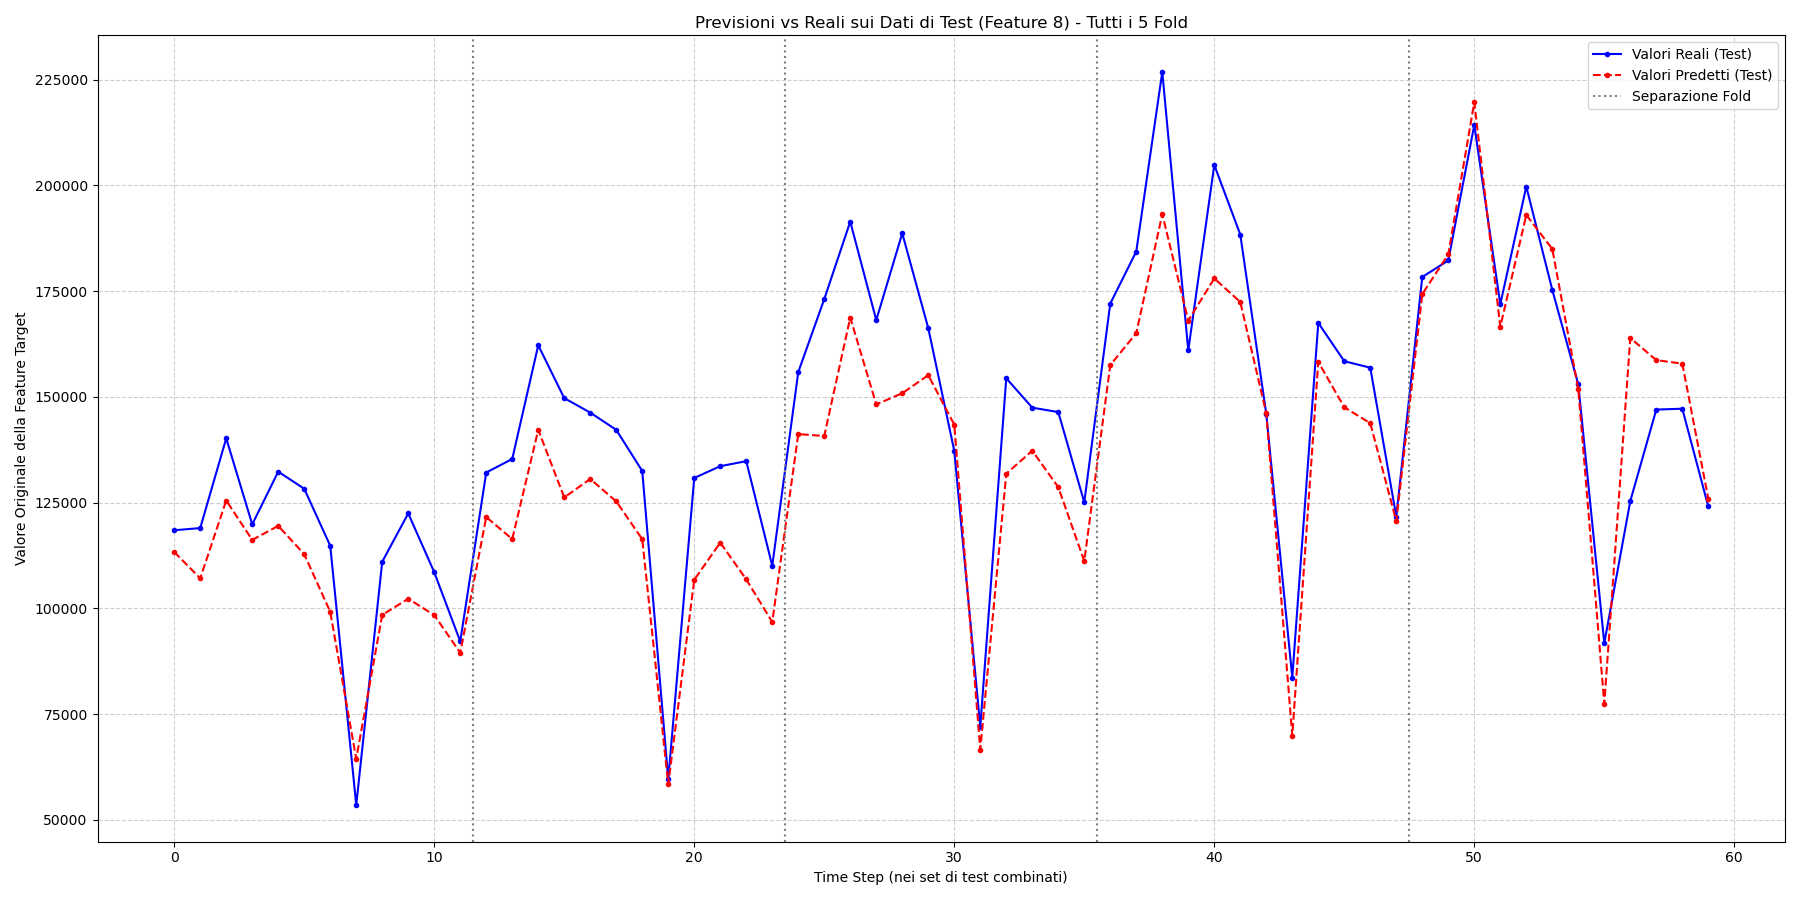 Previsioni vs Reali sui Dati di Test (Feature 8) - Tutti i 5 Fold
Valori Reali (Test)
Valori Predetti (Test)
Separazione Fold
Valore Originale della Feature Target
225000
200000
175000
150000
125000
100000
75000
50000
0 10 20 30 40 50 60
Time Step (nei set di test combinati)